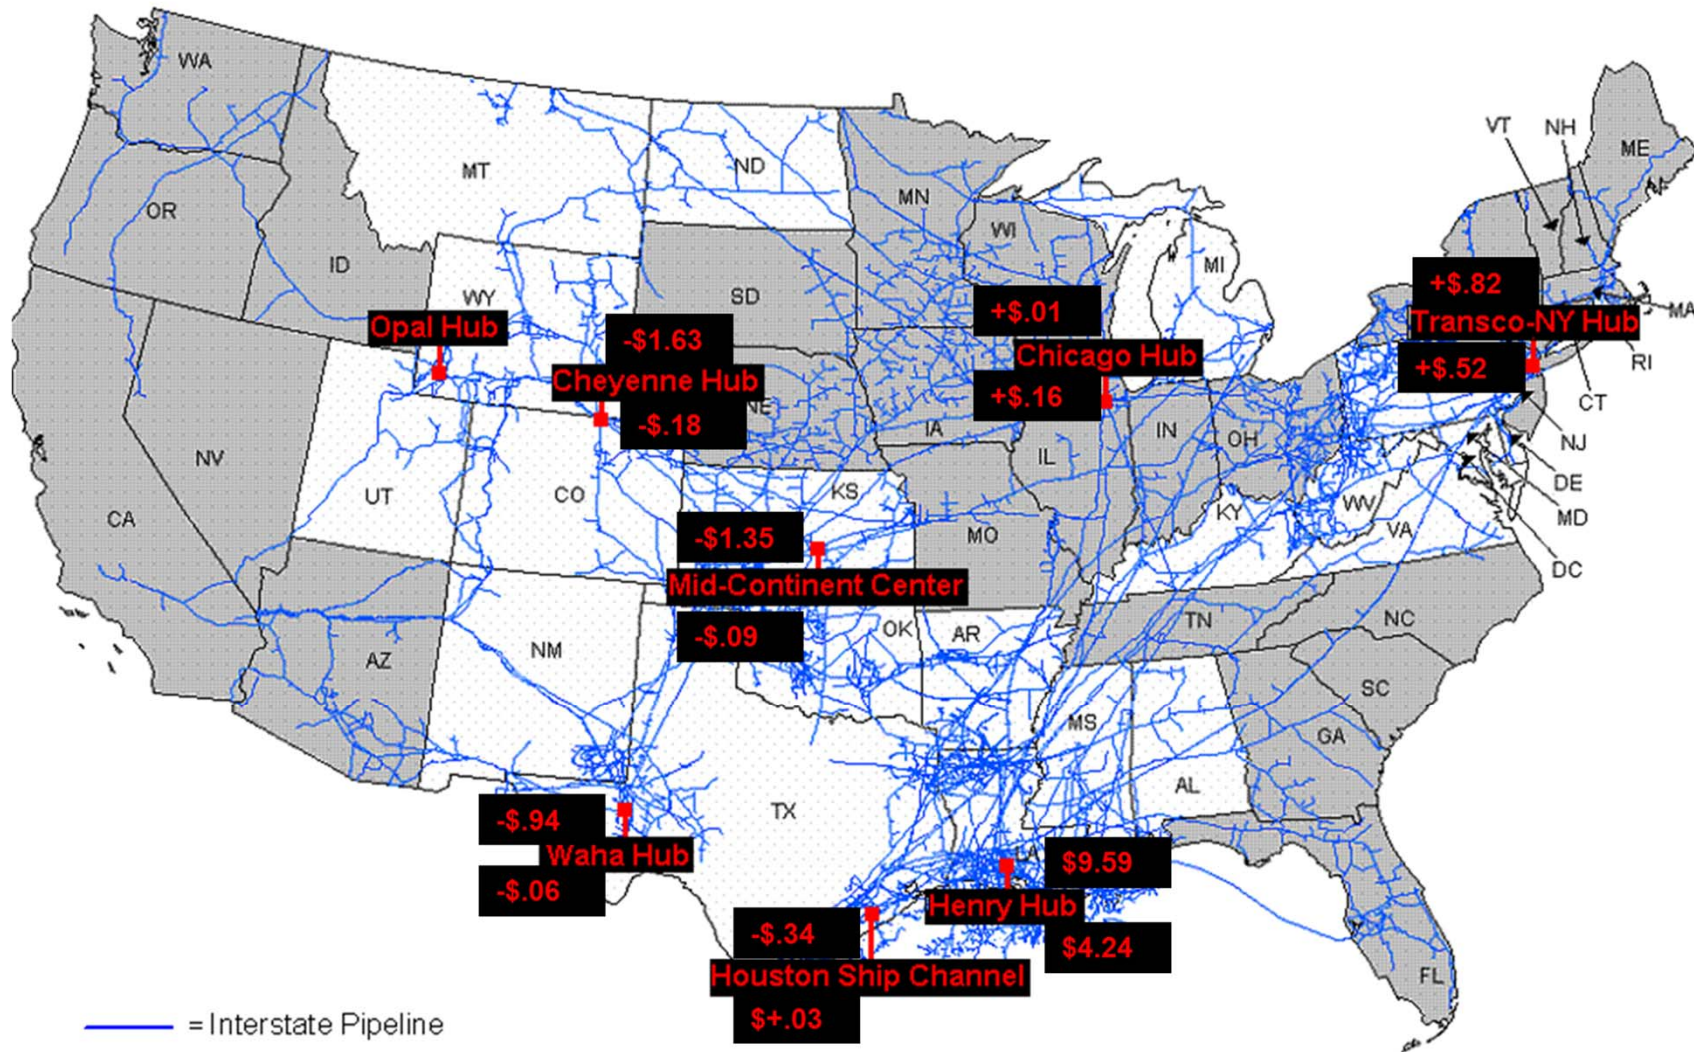 WA
MT
ND
MN
VT
NH
ME
OR
ID
WY
SD
WI
MI
+$.82
MA
Opal Hub
-$1.63
+$.01
Transco-NY Hub
Cheyenne Hub
Chicago Hub
+$.52
RI
-$.18
NE
+$.16
CT
IA
IN
OH
NJ
NV
UT
CO
KS
IL
DE
CA
-$1.35
MO
KY
WV
VA
MD
DC
Mid-Continent Center
-$.09
OK
AR
TN
NC
AZ
NM
SC
MS
GA
TX
AL
-$.94
Waha Hub
-$.06
LA
$9.59
Henry Hub
$4.24
-$.34
Houston Ship Channel
$+.03
FL
= Interstate Pipeline